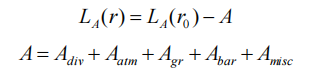 L_A(r) = L_A(r_0) − A
A = A_div + A_atm + A_gr + A_bar + A_misc